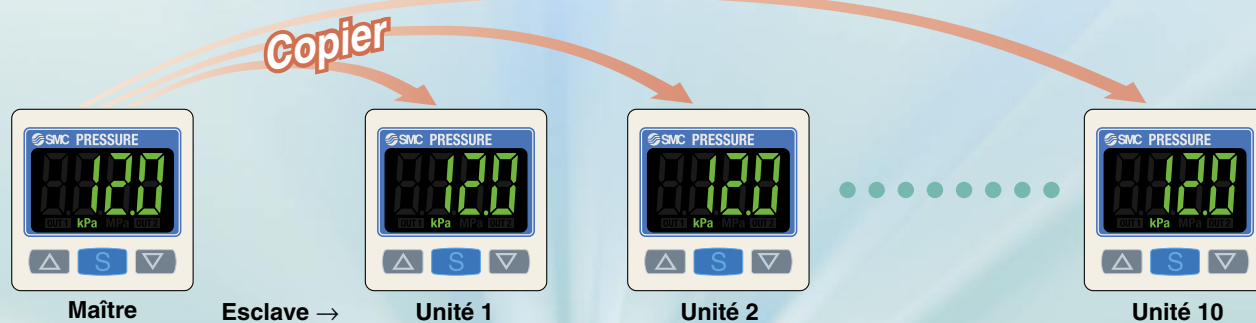 Copier
SMC PRESSURE
12.0
OUT1 kPa MPa OUT2
S
SMC PRESSURE
12.0
OUT1 kPa MPa OUT2
S
SMC PRESSURE
12.0
OUT1 kPa MPa OUT2
S
SMC PRESSURE
12.0
OUT1 kPa MPa OUT2
S
Maître Esclave → Unité 1 Unité 2 Unité 10